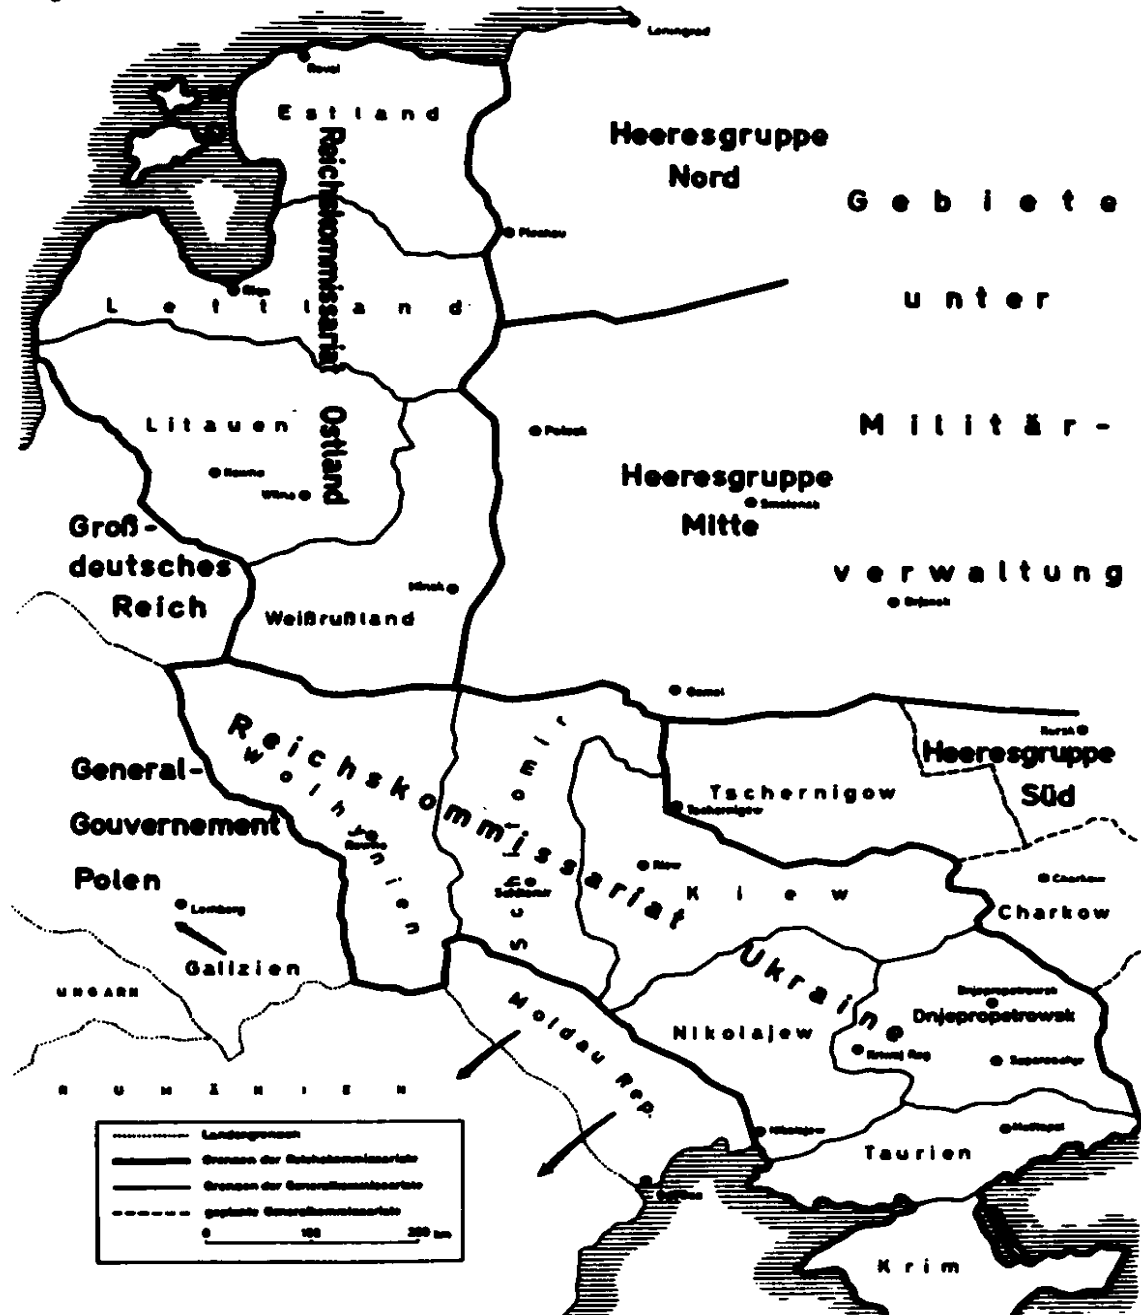 Leningrad
Reval
Estland
Heeresgruppe
Nord
Gebiete
unter
Militär-
verwaltung
Pleskau
Reichskommissariat Ostland
Riga
Lettland
Litauen
Kowno
Wilna
Polozk
Heeresgruppe
Mitte
Smolensk
Brjansk
Groß-
deutsches
Reich
Minsk
Weißrußland
Gomel
Kursk
Heeresgruppe
Süd
Reichskommissariat
Ukraine
Wolhynien
Rowno
Shitomir
Tschernigow
Tschernigow
General-
Gouvernement
Polen
Lemberg
Galizien
Kiew
Kiew
Charkow
Charkow
UNGARN
Moldau Rep.
Nikolajew
Dnjepropetrowsk
Dnjepropetrowsk
Kriwoj Rog
Saporoshje
RUMÄNIEN
Nikolajew
Melitopol
Taurien
Odessa
Krim
Landesgrenzen
Grenzen der Reichskommissariate
Grenzen der Generalkommissariate
geplante Generalkommissariate
0 100 200 km